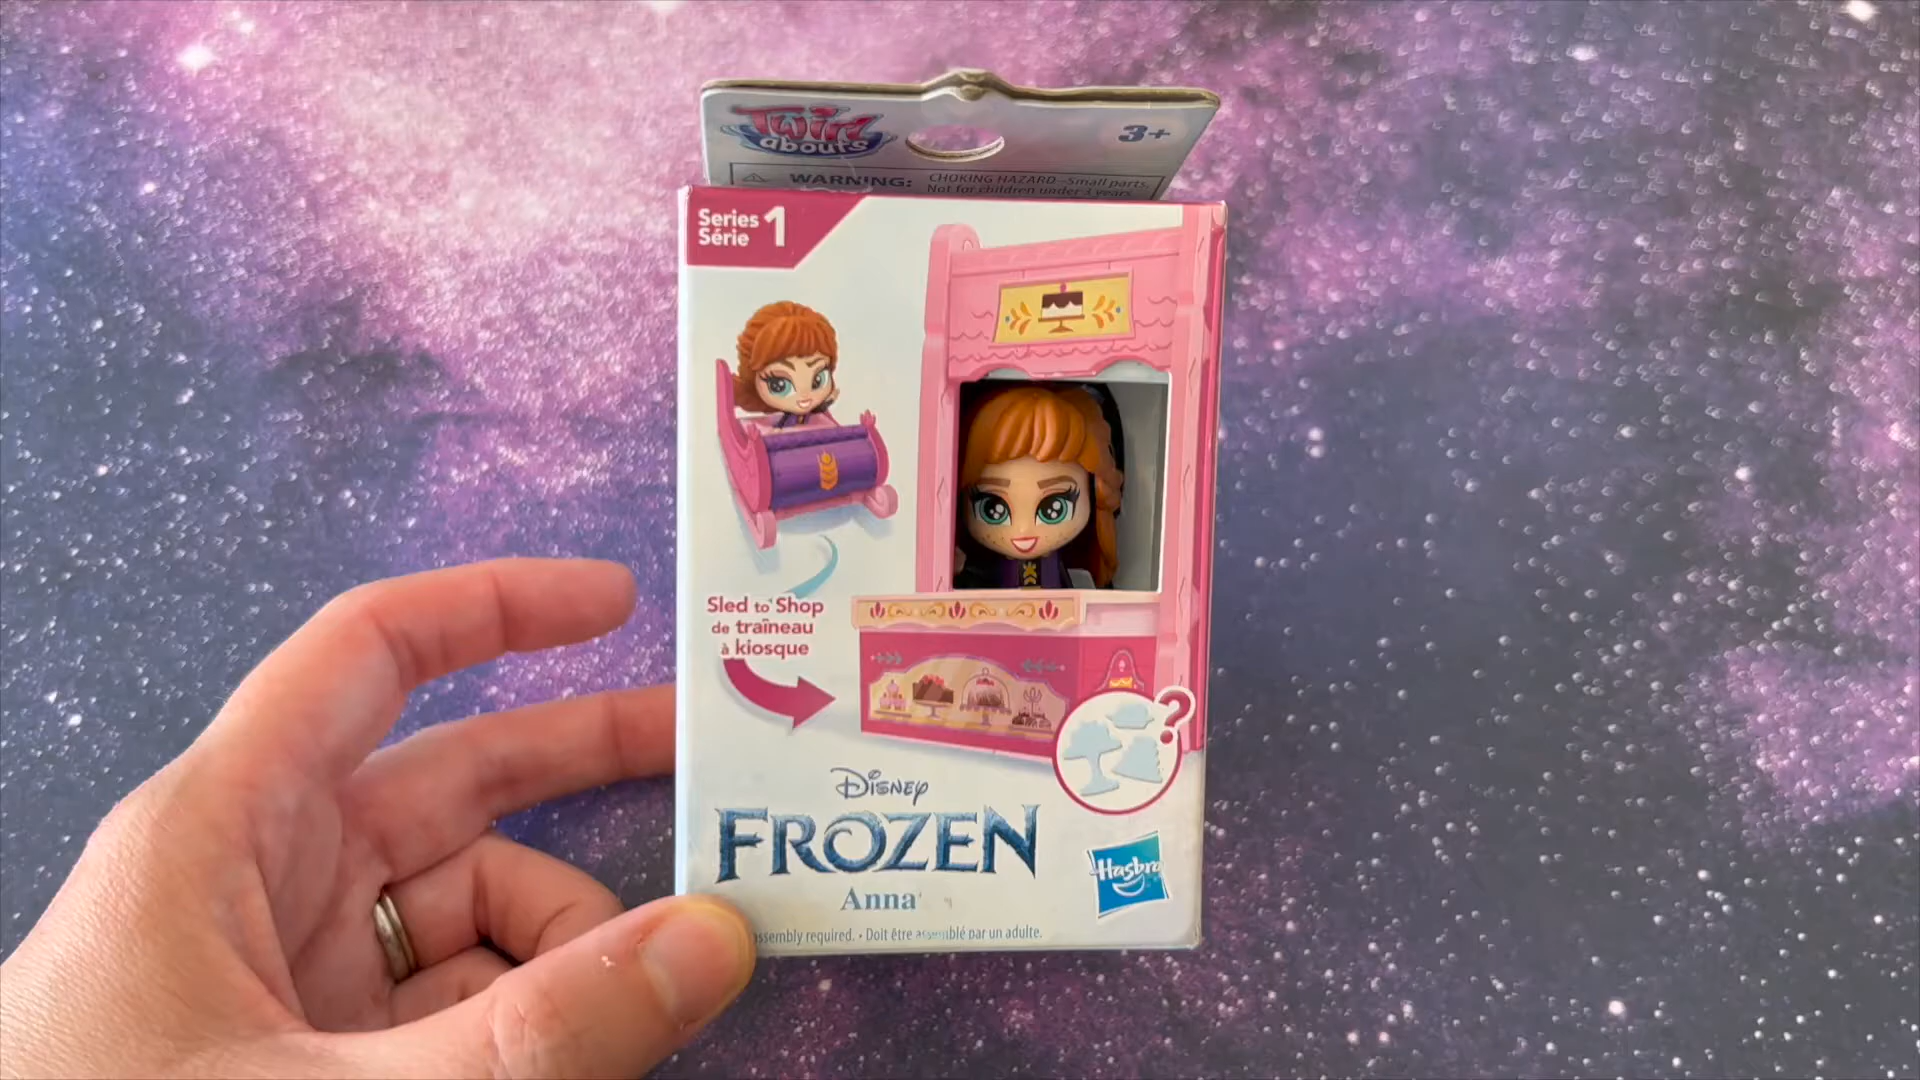 Twirl
abouts
3+
WARNING: CHOKING HAZARD–Small parts.
Not for children under 3 years.
Series 1
Série
Sled to Shop
de traîneau
à kiosque
?
Disney
FROZEN
Anna
Hasbro
assembly required. • Doit être assemblé par un adulte.